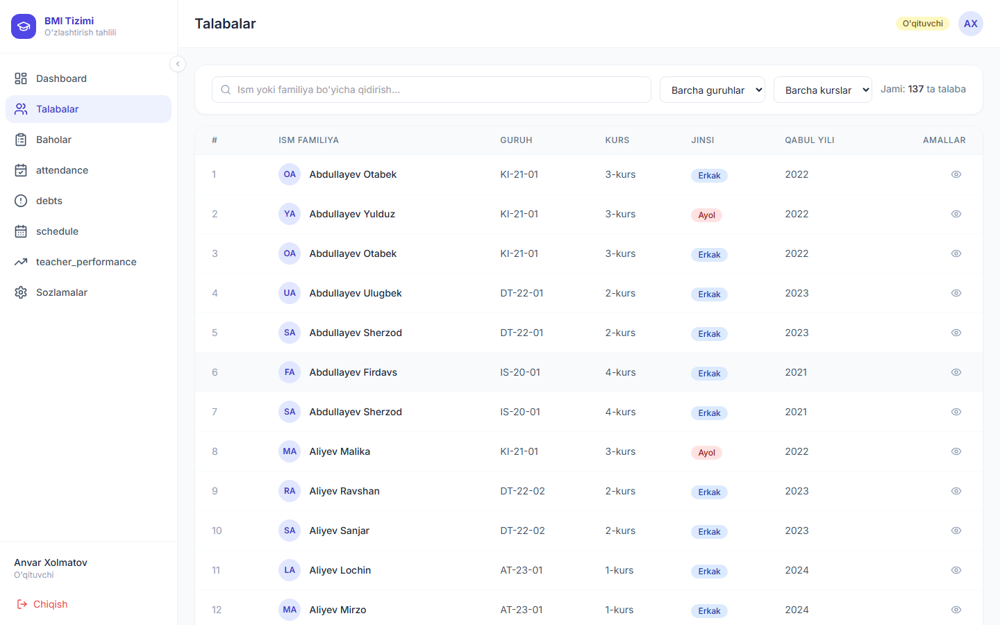 BMI Tizimi
O'zlashtirish tahlili
Dashboard
Talabalar
Baholar
attendance
debts
schedule
teacher_performance
Sozlamalar
Anvar Xolmatov
O'qituvchi
Chiqish
Talabalar
O'qituvchi
AX
Ism yoki familiya bo'yicha qidirish...
Barcha guruhlar
Barcha kurslar
Jami: 137 ta talaba
# ISM FAMILIYA GURUH KURS JINSI QABUL YILI AMALLAR
1 OA Abdullayev Otabek KI-21-01 3-kurs Erkak 2022
2 YA Abdullayev Yulduz KI-21-01 3-kurs Ayol 2022
3 OA Abdullayev Otabek KI-21-01 3-kurs Erkak 2022
4 UA Abdullayev Ulugbek DT-22-01 2-kurs Erkak 2023
5 SA Abdullayev Sherzod DT-22-01 2-kurs Erkak 2023
6 FA Abdullayev Firdavs IS-20-01 4-kurs Erkak 2021
7 SA Abdullayev Sherzod IS-20-01 4-kurs Erkak 2021
8 MA Aliyev Malika KI-21-01 3-kurs Ayol 2022
9 RA Aliyev Ravshan DT-22-02 2-kurs Erkak 2023
10 SA Aliyev Sanjar DT-22-02 2-kurs Erkak 2023
11 LA Aliyev Lochin AT-23-01 1-kurs Erkak 2024
12 MA Aliyev Mirzo AT-23-01 1-kurs Erkak 2024